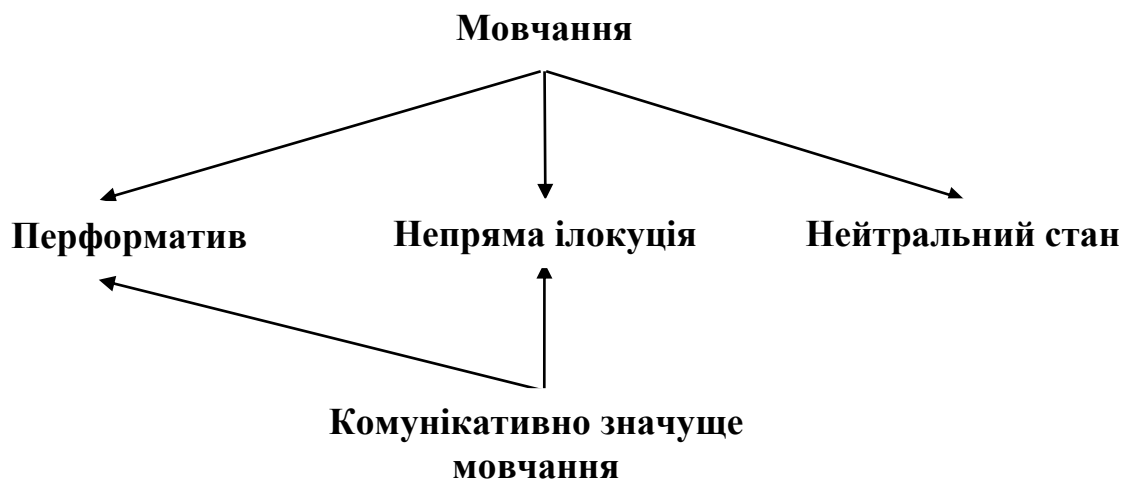 Мовчання
Перформатив
Непряма ілокуція
Нейтральний стан
Комунікативно значуще
мовчання